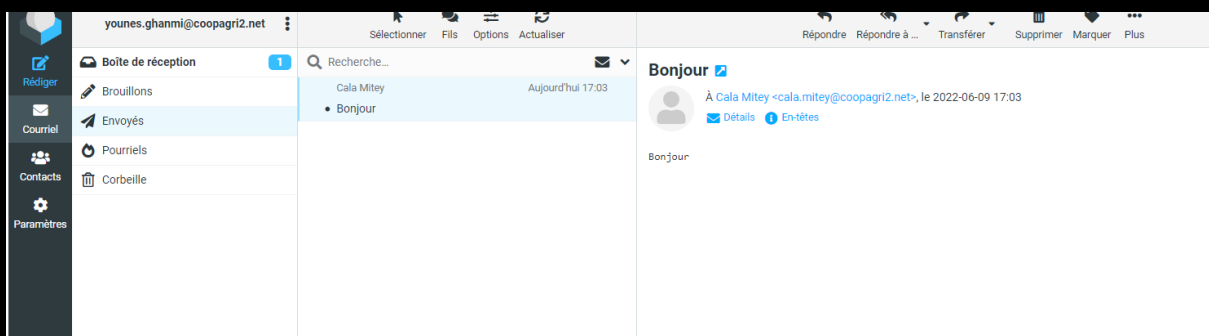 younes.ghanmi@coopagri2.net
Sélectionner Fils Options Actualiser
Répondre Répondre à ... Transférer Supprimer Marquer Plus
Rédiger
Courriel
Contacts
Paramètres
Boîte de réception 1
Brouillons
Envoyés
Pourriels
Corbeille
Recherche...
Cala Mitey Aujourd'hui 17:03
• Bonjour
Bonjour
À Cala Mitey <cala.mitey@coopagri2.net>, le 2022-06-09 17:03
Détails En-têtes
Bonjour